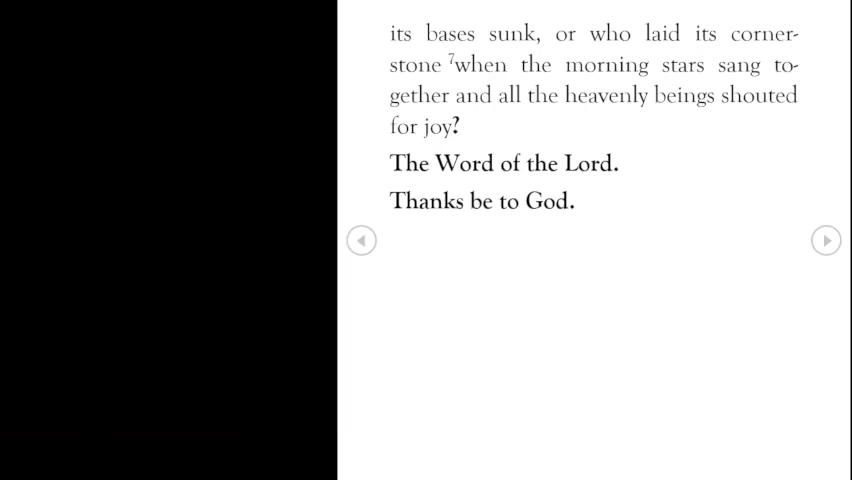 its bases sunk, or who laid its corner-
stone ⁷when the morning stars sang to-
gether and all the heavenly beings shouted
for joy?
The Word of the Lord.
Thanks be to God.